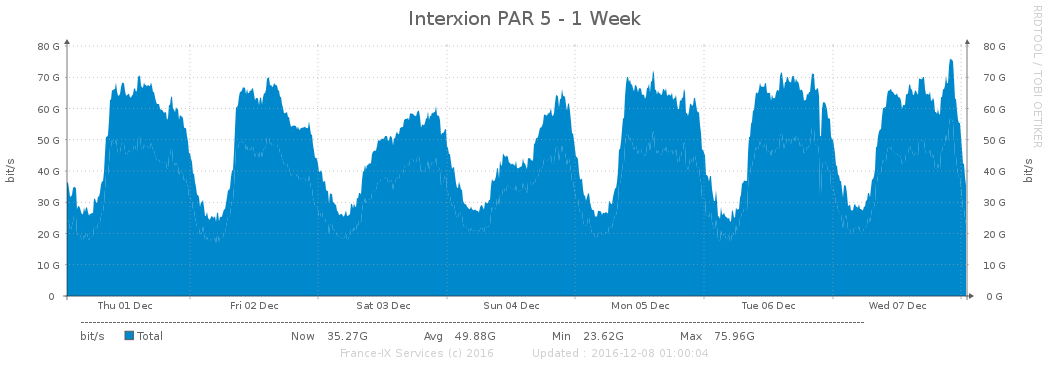 Interxion PAR 5 - 1 Week
RRDTOOL / TOBI OETIKER
bit/s
80 G
70 G
60 G
50 G
40 G
30 G
20 G
10 G
0
80 G
70 G
60 G
50 G
40 G
30 G
20 G
10 G
0 G
bit/s
Thu 01 Dec Fri 02 Dec Sat 03 Dec Sun 04 Dec Mon 05 Dec Tue 06 Dec Wed 07 Dec
bit/s Total Now 35.27G Avg 49.88G Min 23.62G Max 75.96G
France-IX Services (c) 2016 Updated : 2016-12-08 01:00:04